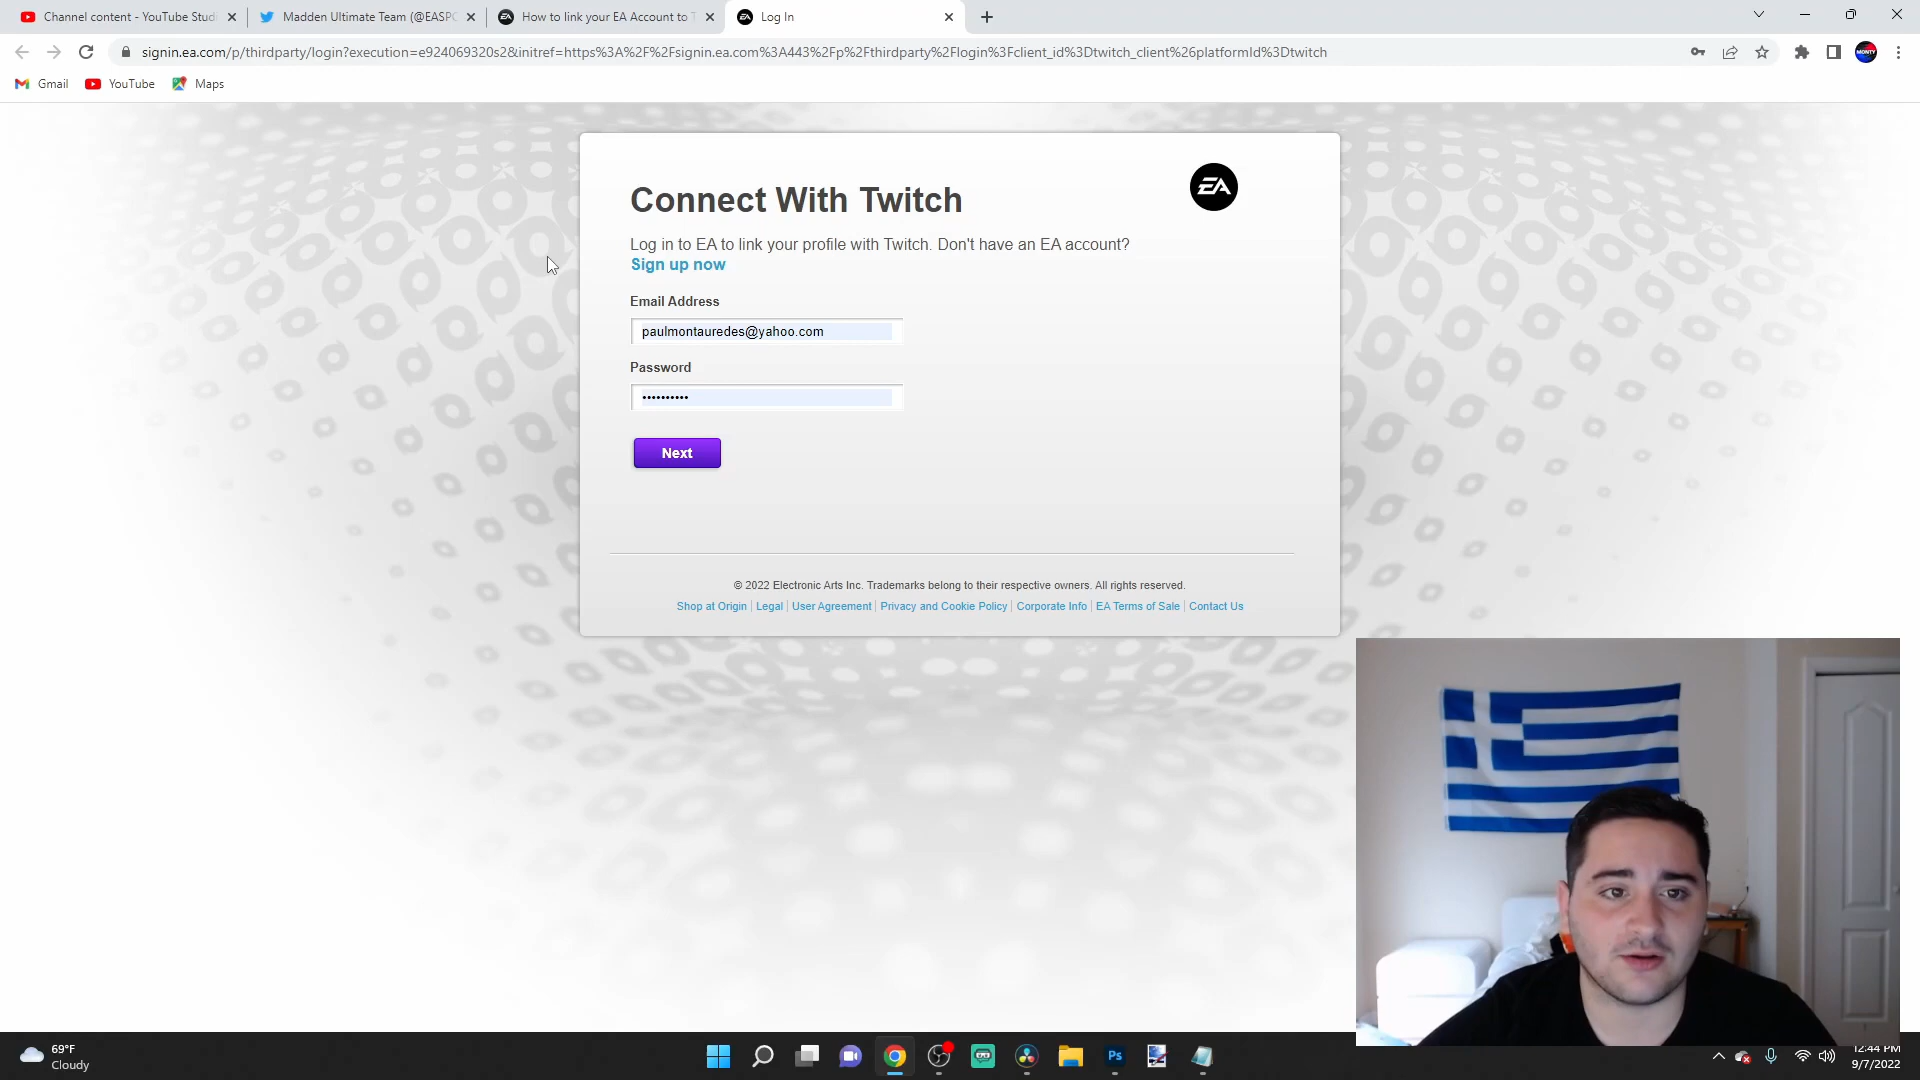 Channel content - YouTube Studi
Madden Ultimate Team (@EASPO
How to link your EA Account to T
Log In
signin.ea.com/p/thirdparty/login?execution=e924069320s2&initref=https%3A%2F%2Fsignin.ea.com%3A443%2Fp%2Fthirdparty%2Flogin%3Fclient_id%3Dtwitch_client%26platformId%3Dtwitch
MONTY
Gmail
YouTube
Maps
EA
Connect With Twitch
Log in to EA to link your profile with Twitch. Don't have an EA account?
Sign up now
Email Address
paulmontauredes@yahoo.com
Password
••••••••••
Next
© 2022 Electronic Arts Inc. Trademarks belong to their respective owners. All rights reserved.
Shop at Origin | Legal | User Agreement | Privacy and Cookie Policy | Corporate Info | EA Terms of Sale | Contact Us
69°F
Cloudy
Ps
12:44 PM
9/7/2022